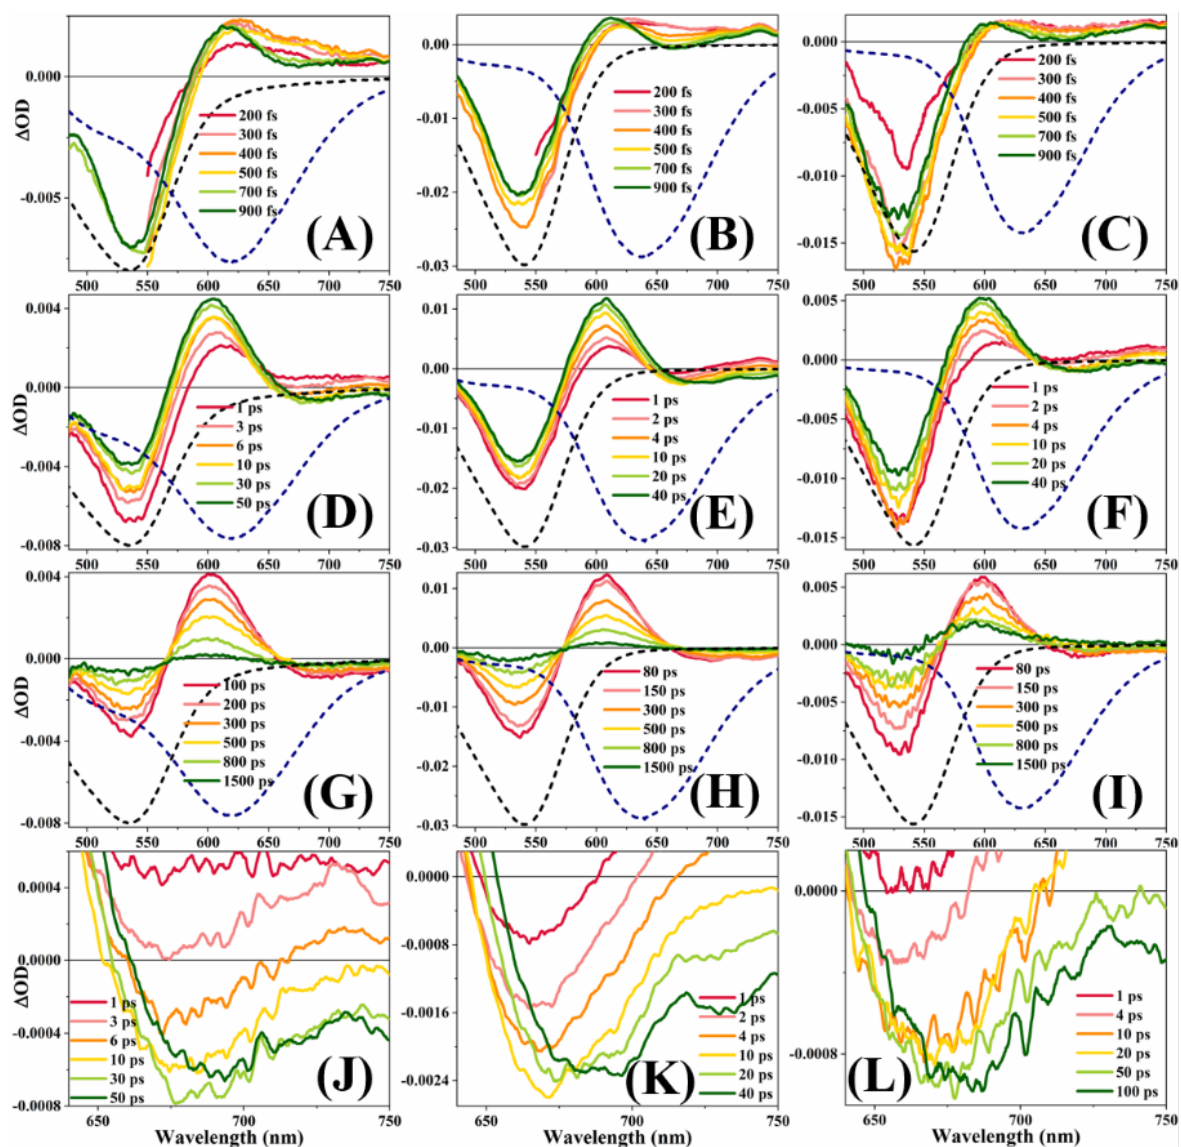 0.000
-0.005
ΔOD
200 fs
300 fs
400 fs
500 fs
700 fs
900 fs
(A)
500 550 600 650 700 750
0.00
-0.01
-0.02
-0.03
200 fs
300 fs
400 fs
500 fs
700 fs
900 fs
(B)
500 550 600 650 700 750
0.000
-0.005
-0.010
-0.015
200 fs
300 fs
400 fs
500 fs
700 fs
900 fs
(C)
500 550 600 650 700 750
0.004
0.000
-0.004
-0.008
ΔOD
1 ps
3 ps
6 ps
10 ps
30 ps
50 ps
(D)
500 550 600 650 700 750
0.01
0.00
-0.01
-0.02
-0.03
1 ps
2 ps
4 ps
10 ps
20 ps
40 ps
(E)
500 550 600 650 700 750
0.005
0.000
-0.005
-0.010
-0.015
1 ps
2 ps
4 ps
10 ps
20 ps
40 ps
(F)
500 550 600 650 700 750
0.004
0.000
-0.004
-0.008
ΔOD
100 ps
200 ps
300 ps
500 ps
800 ps
1500 ps
(G)
500 550 600 650 700 750
0.01
0.00
-0.01
-0.02
-0.03
80 ps
150 ps
300 ps
500 ps
800 ps
1500 ps
(H)
500 550 600 650 700 750
0.005
0.000
-0.005
-0.010
-0.015
80 ps
150 ps
300 ps
500 ps
800 ps
1500 ps
(I)
500 550 600 650 700 750
0.0004
0.0000
-0.0004
-0.0008
ΔOD
1 ps
3 ps
6 ps
10 ps
30 ps
50 ps
(J)
650 700 750
Wavelength (nm)
0.0000
-0.0008
-0.0016
-0.0024
1 ps
2 ps
4 ps
10 ps
20 ps
40 ps
(K)
650 700 750
Wavelength (nm)
0.0000
-0.0008
1 ps
4 ps
10 ps
20 ps
50 ps
100 ps
(L)
650 700 750
Wavelength (nm)